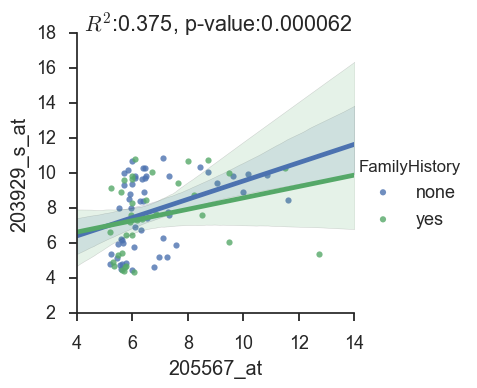 R²:0.375, p-value:0.000062
18
16
14
12
10
8
6
4
2
203929_s_at
4 6 8 10 12 14
205567_at
FamilyHistory
none
yes